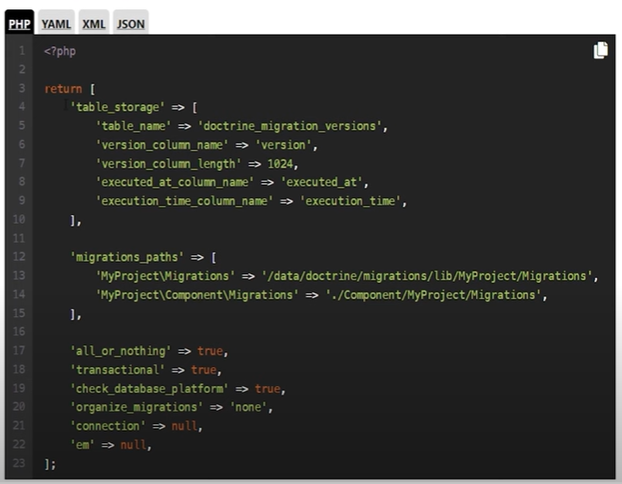 PHP YAML XML JSON
1 <?php
2
3 return [
4     'table_storage' => [
5         'table_name' => 'doctrine_migration_versions',
6         'version_column_name' => 'version',
7         'version_column_length' => 1024,
8         'executed_at_column_name' => 'executed_at',
9         'execution_time_column_name' => 'execution_time',
10     ],
11
12     'migrations_paths' => [
13         'MyProject\Migrations' => '/data/doctrine/migrations/lib/MyProject/Migrations',
14         'MyProject\Component\Migrations' => './Component/MyProject/Migrations',
15     ],
16
17     'all_or_nothing' => true,
18     'transactional' => true,
19     'check_database_platform' => true,
20     'organize_migrations' => 'none',
21     'connection' => null,
22     'em' => null,
23 ];